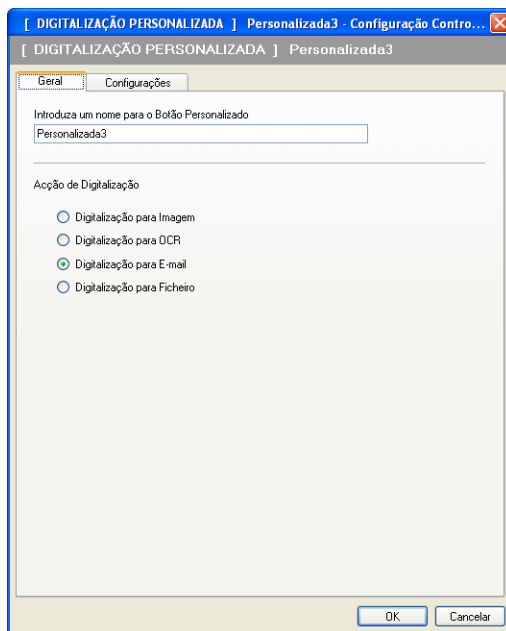 [ DIGITALIZAÇÃO PERSONALIZADA ] Personalizada3 - Configuração Contro...
[ DIGITALIZAÇÃO PERSONALIZADA ] Personalizada3
Geral Configurações
Introduza um nome para o Botão Personalizado
Personalizada3
Acção de Digitalização
Digitalização para Imagem
Digitalização para OCR
Digitalização para E-mail
Digitalização para Ficheiro
OK Cancelar